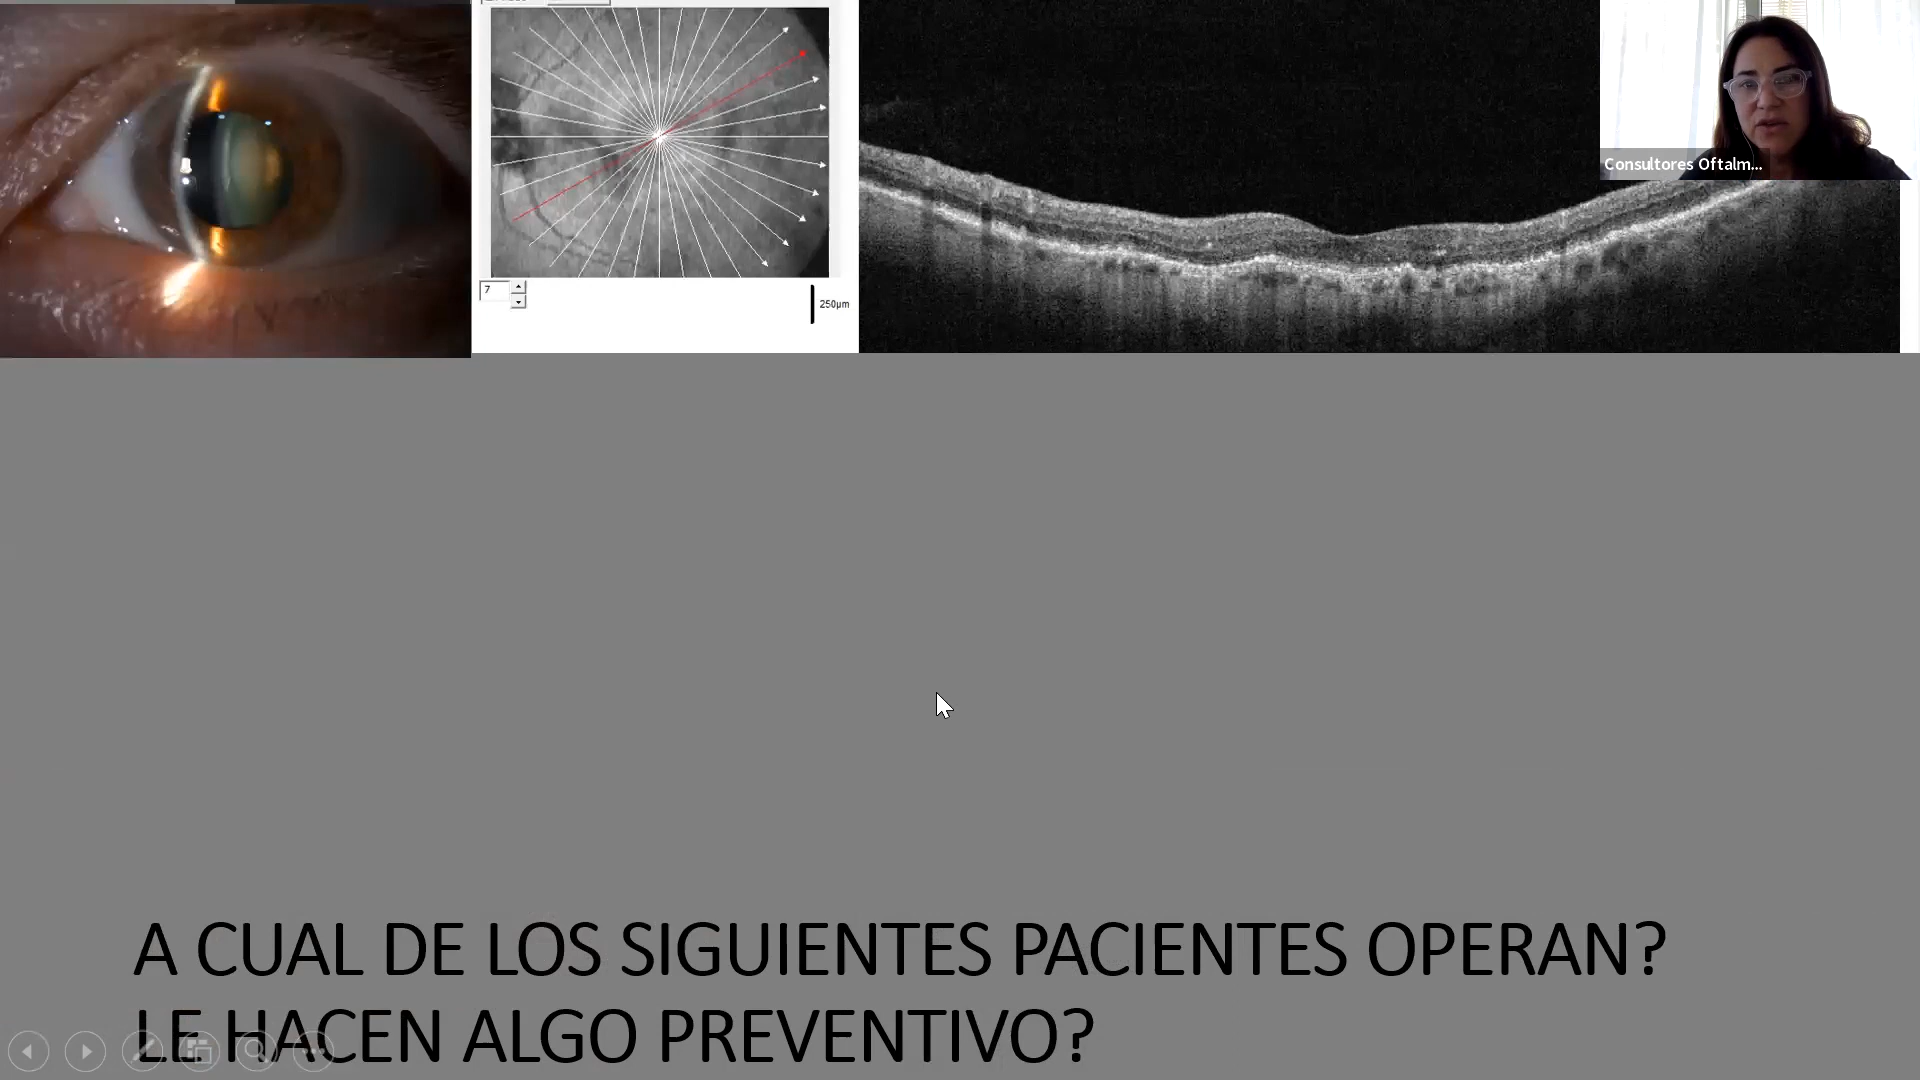 7
250µm
Consultores Oftalm...
A CUAL DE LOS SIGUIENTES PACIENTES OPERAN?
LE HACEN ALGO PREVENTIVO?